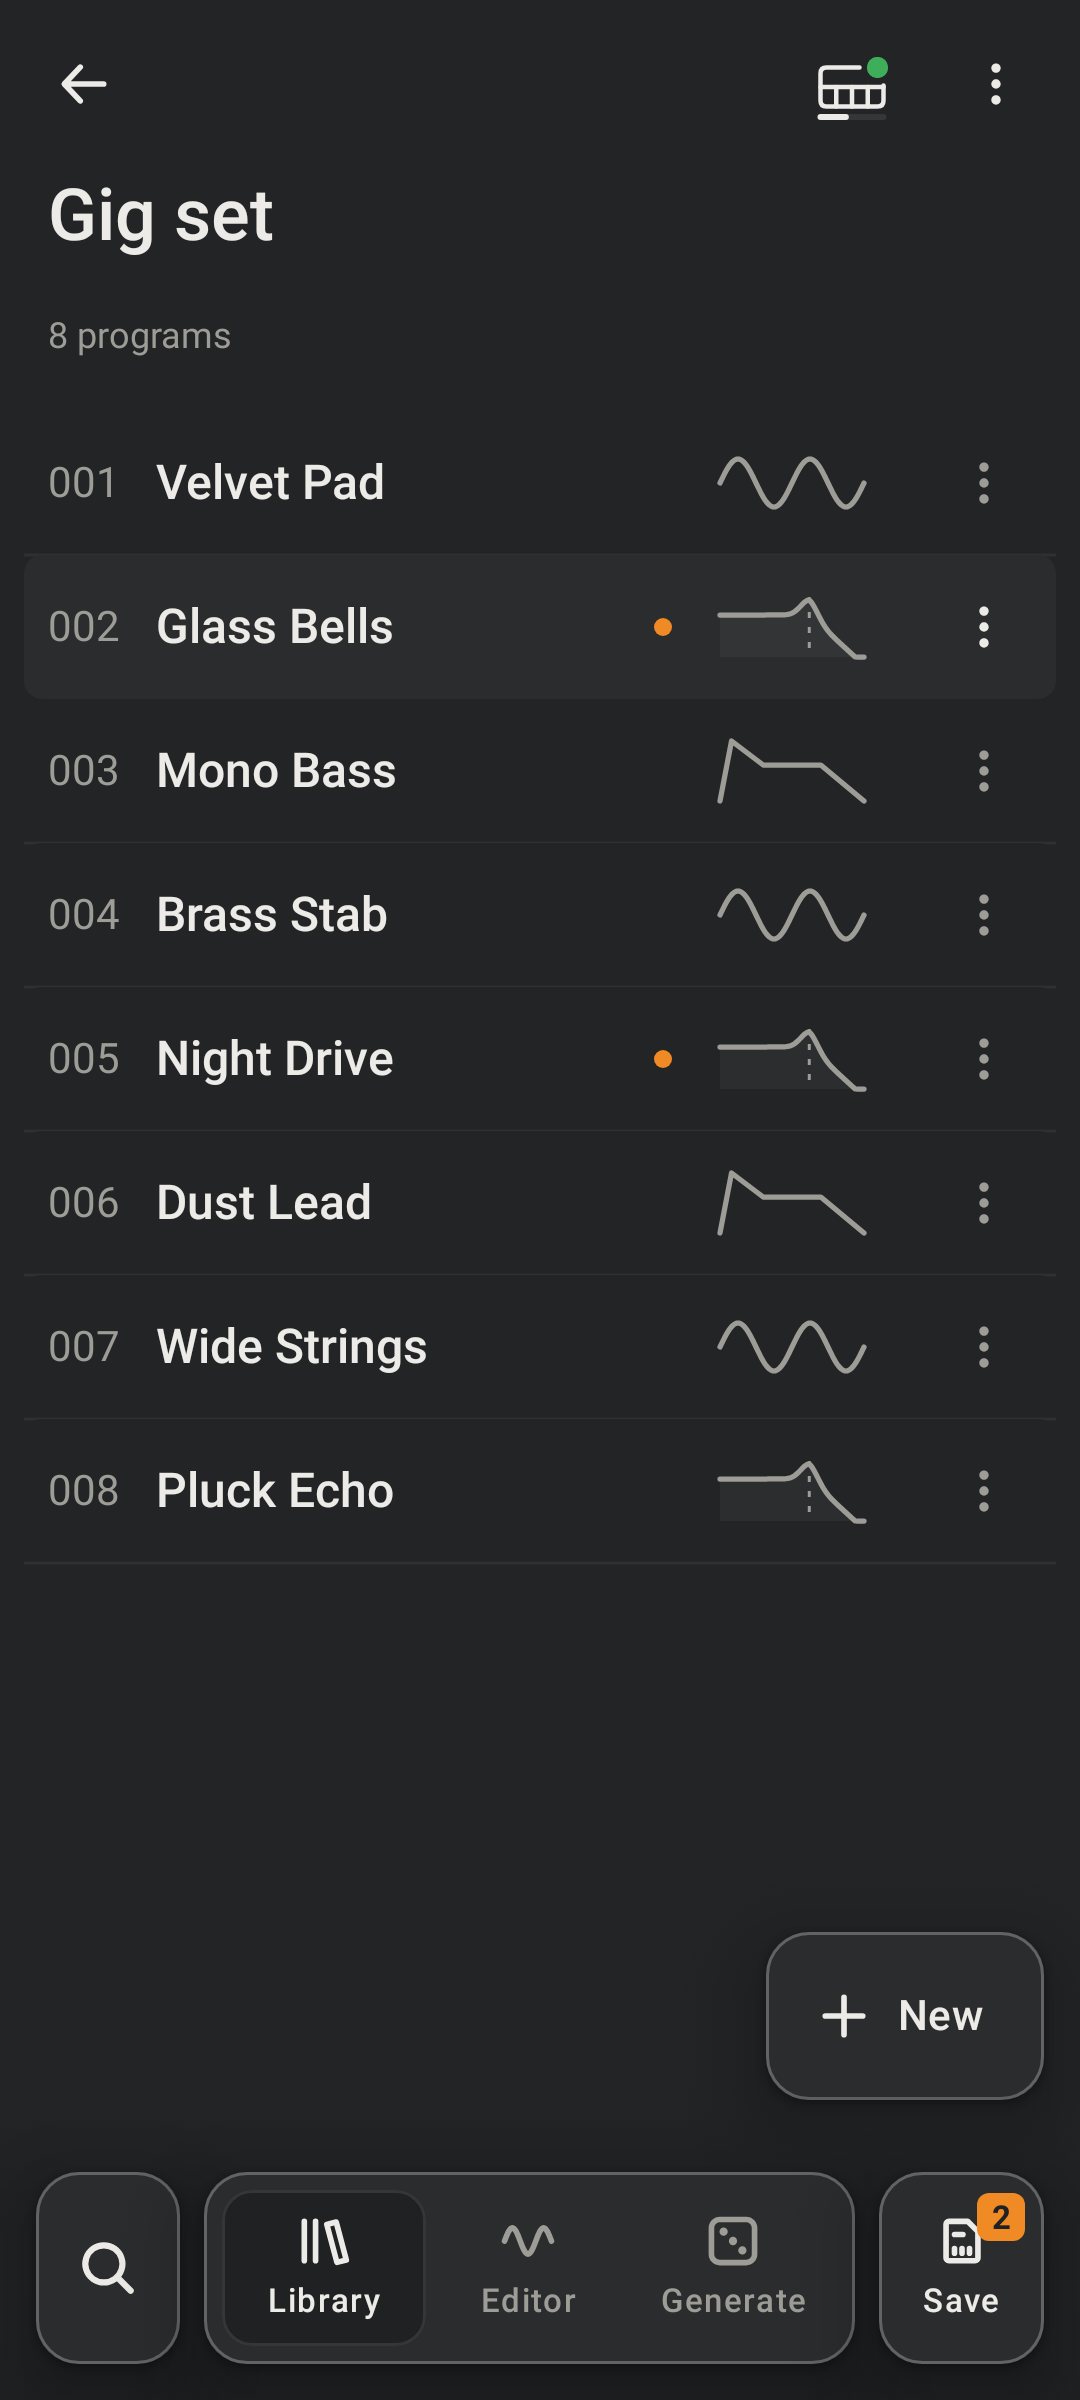 Gig set
8 programs
001 Velvet Pad
002 Glass Bells
003 Mono Bass
004 Brass Stab
005 Night Drive
006 Dust Lead
007 Wide Strings
008 Pluck Echo
New
2
Library Editor Generate Save